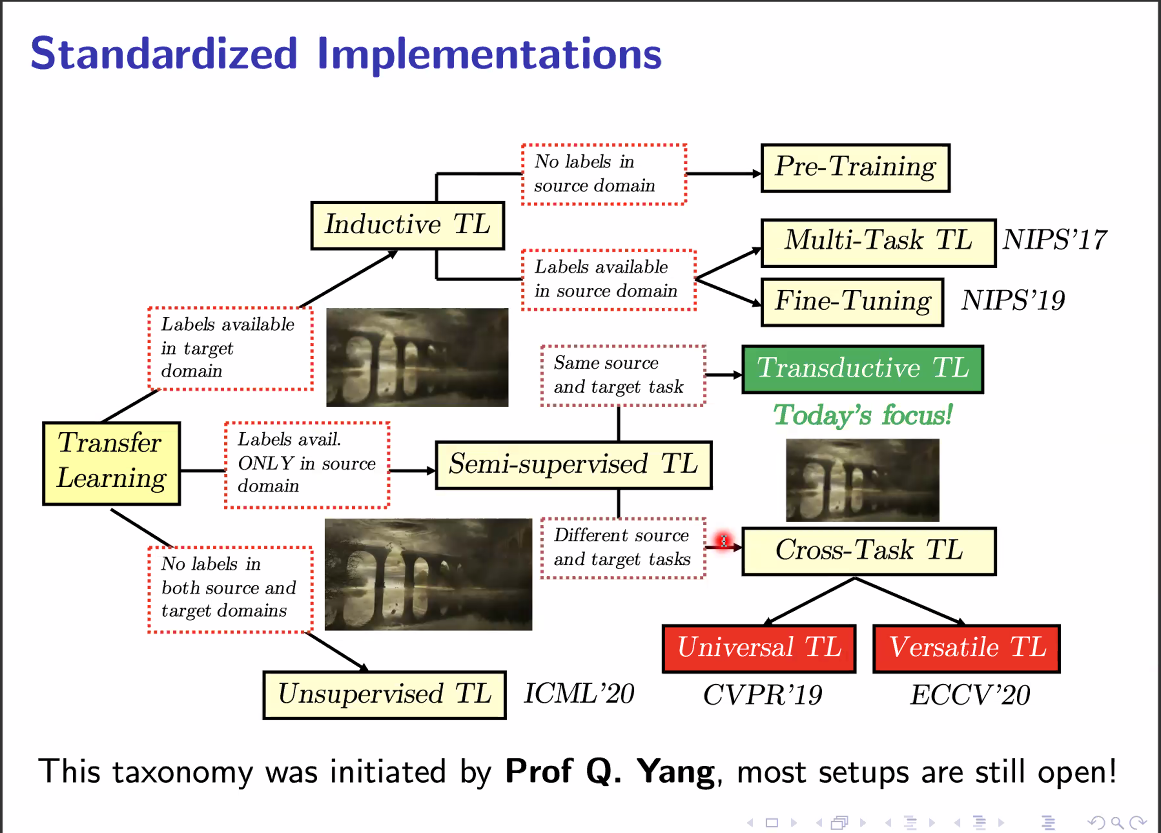 Standardized Implementations
No labels in
source domain
Pre-Training
Inductive TL
Labels available
in source domain
Multi-Task TL NIPS'17
Fine-Tuning NIPS'19
Labels available
in target
domain
Same source
and target task
Transductive TL
Today's focus!
Transfer
Learning
Labels avail.
ONLY in source
domain
Semi-supervised TL
Different source
and target tasks
Cross-Task TL
No labels in
both source and
target domains
Universal TL
Versatile TL
CVPR'19
ECCV'20
Unsupervised TL ICML'20
This taxonomy was initiated by Prof Q. Yang, most setups are still open!